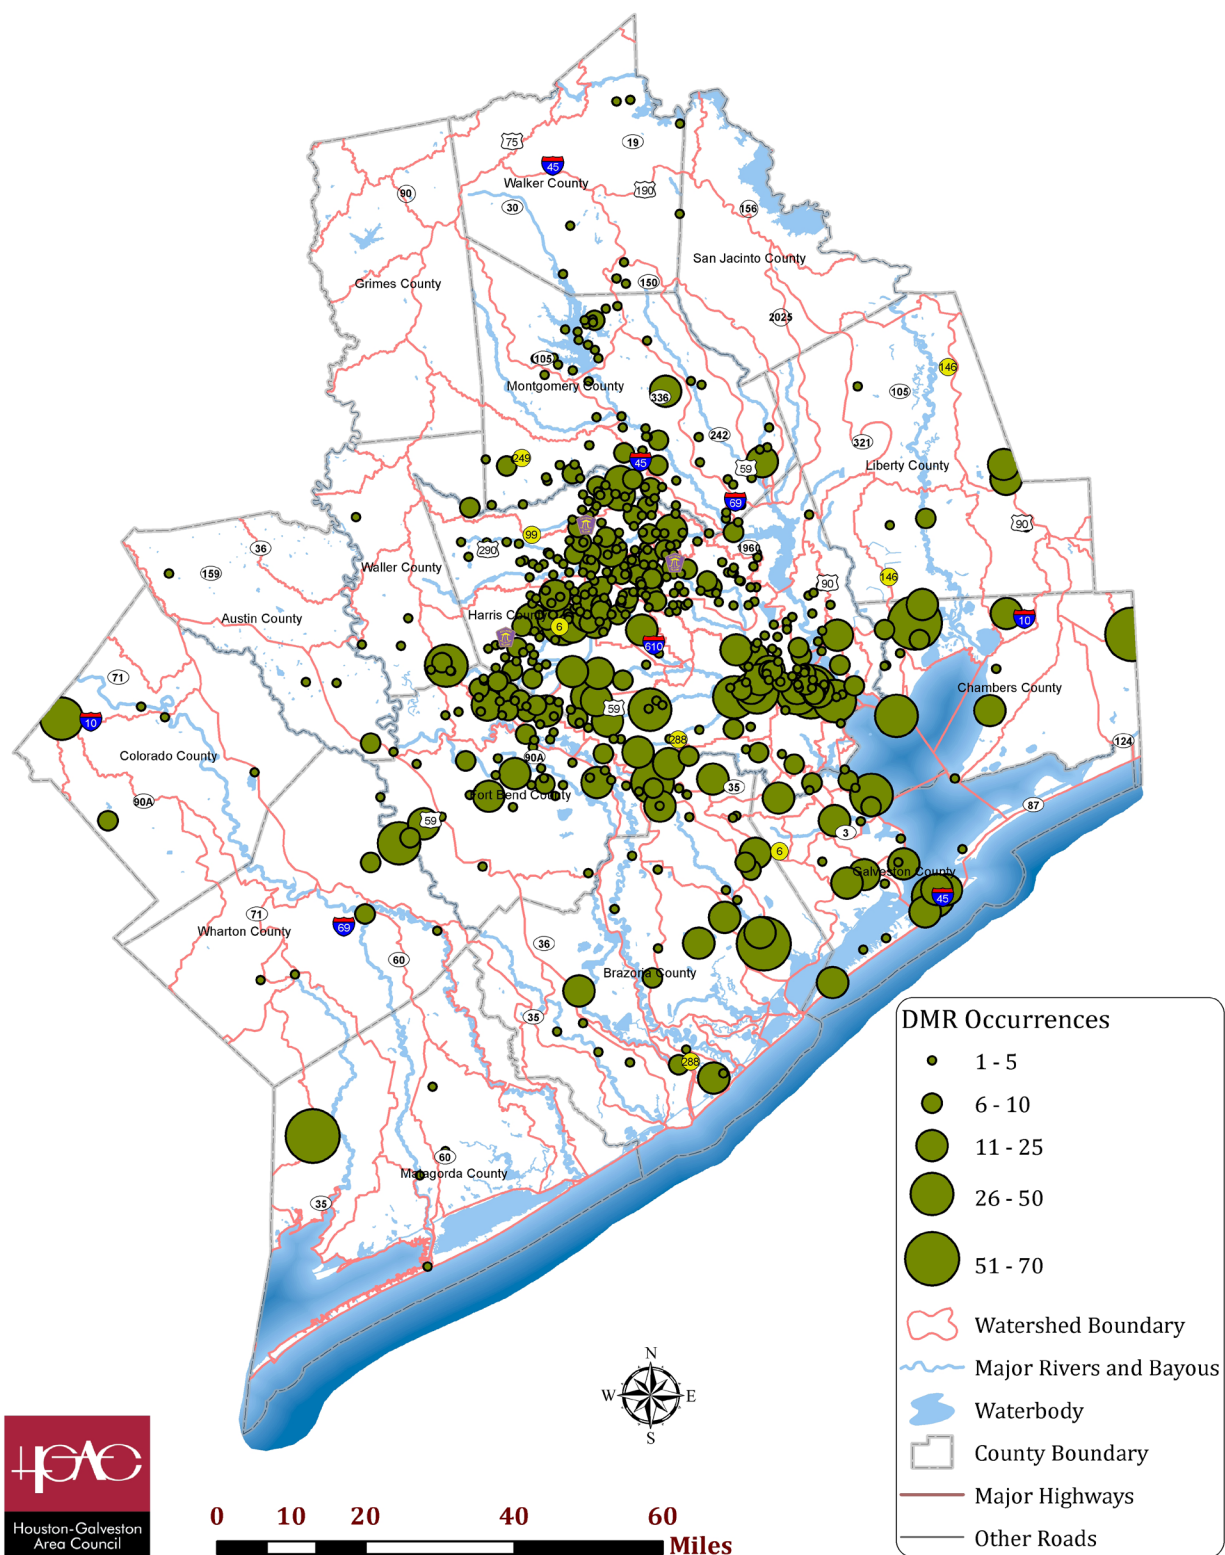 75
19
45
Walker County
190
90
30
156
San Jacinto County
Grimes County
150
2025
105
146
Montgomery County
336
105
242
321
249
45
59
Liberty County
69
90
99
36
290
1960
159
Waller County
90
146
Austin County
Harris County
6
10
610
71
Chambers County
59
10
288
124
Colorado County
90A
35
90A
Fort Bend County
87
59
3
6
Galveston County
45
71
69
Wharton County
36
60
Brazoria County
35
288
60
Matagorda County
35
DMR Occurrences
1 - 5
6 - 10
11 - 25
26 - 50
51 - 70
Watershed Boundary
Major Rivers and Bayous
Waterbody
County Boundary
Major Highways
Other Roads
N
W E
S
HGAC
Houston-Galveston
Area Council
0 10 20 40 60
Miles